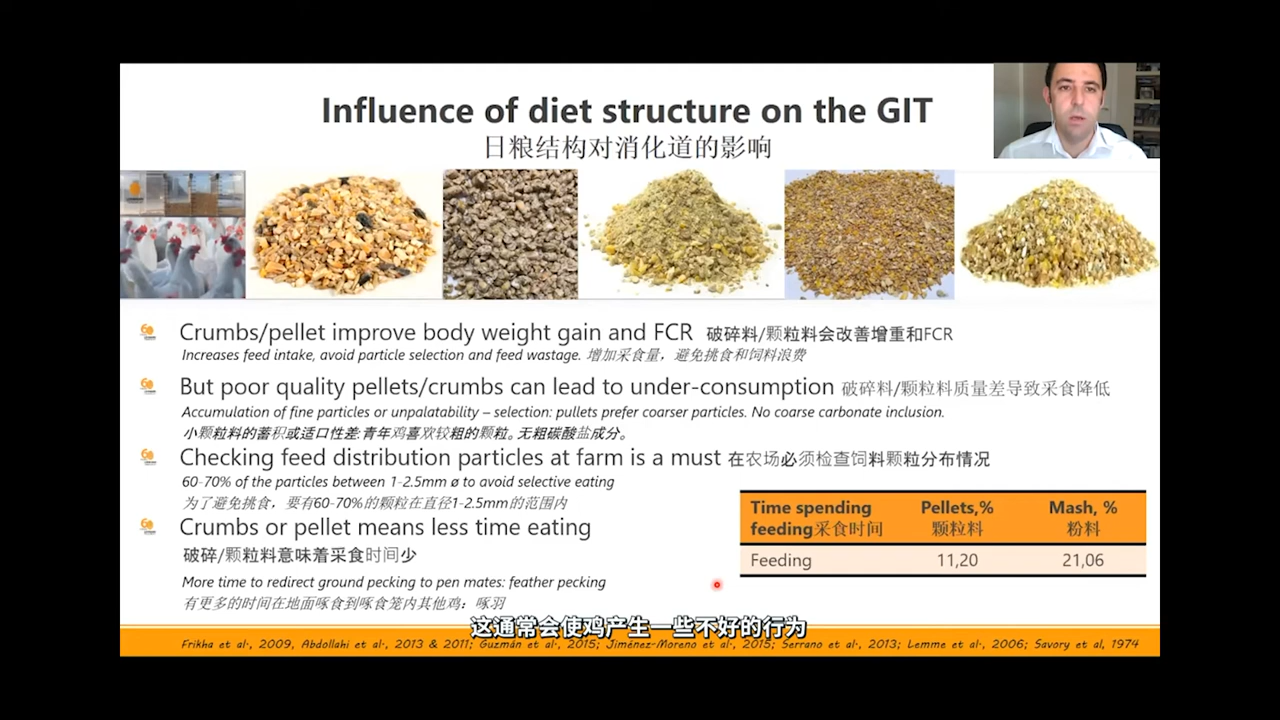 Influence of diet structure on the GIT
日粮结构对消化道的影响
Crumbs/pellet improve body weight gain and FCR 破碎料/颗粒料会改善增重和FCR
Increases feed intake, avoid particle selection and feed wastage. 增加采食量，避免挑食和饲料浪费
But poor quality pellets/crumbs can lead to under-consumption 破碎料/颗粒料质量差导致采食降低
Accumulation of fine particles or unpalatability – selection: pullets prefer coarser particles. No coarse carbonate inclusion.
小颗粒料的蓄积或适口性差:青年鸡喜欢较粗的颗粒。无粗碳酸盐成分。
Checking feed distribution particles at farm is a must 在农场必须检查饲料颗粒分布情况
60-70% of the particles between 1-2.5mm ø to avoid selective eating
为了避免挑食，要有60-70%的颗粒在直径1-2.5mm的范围内
Crumbs or pellet means less time eating
破碎/颗粒料意味着采食时间少
More time to redirect ground pecking to pen mates: feather pecking
有更多的时间在地面啄食到啄食笼内其他鸡：啄羽
Time spending feeding采食时间 Pellets,% 颗粒料 Mash, % 粉料
Feeding 11,20 21,06
这通常会使鸡产生一些不好的行为
Frikha et al., 2009, Abdollahi et al., 2013 & 2011; Guzmán et al., 2015; Jiménez-Moreno et al., 2015; Serrano et al., 2013; Lemme et al., 2006; Savory et al, 1974